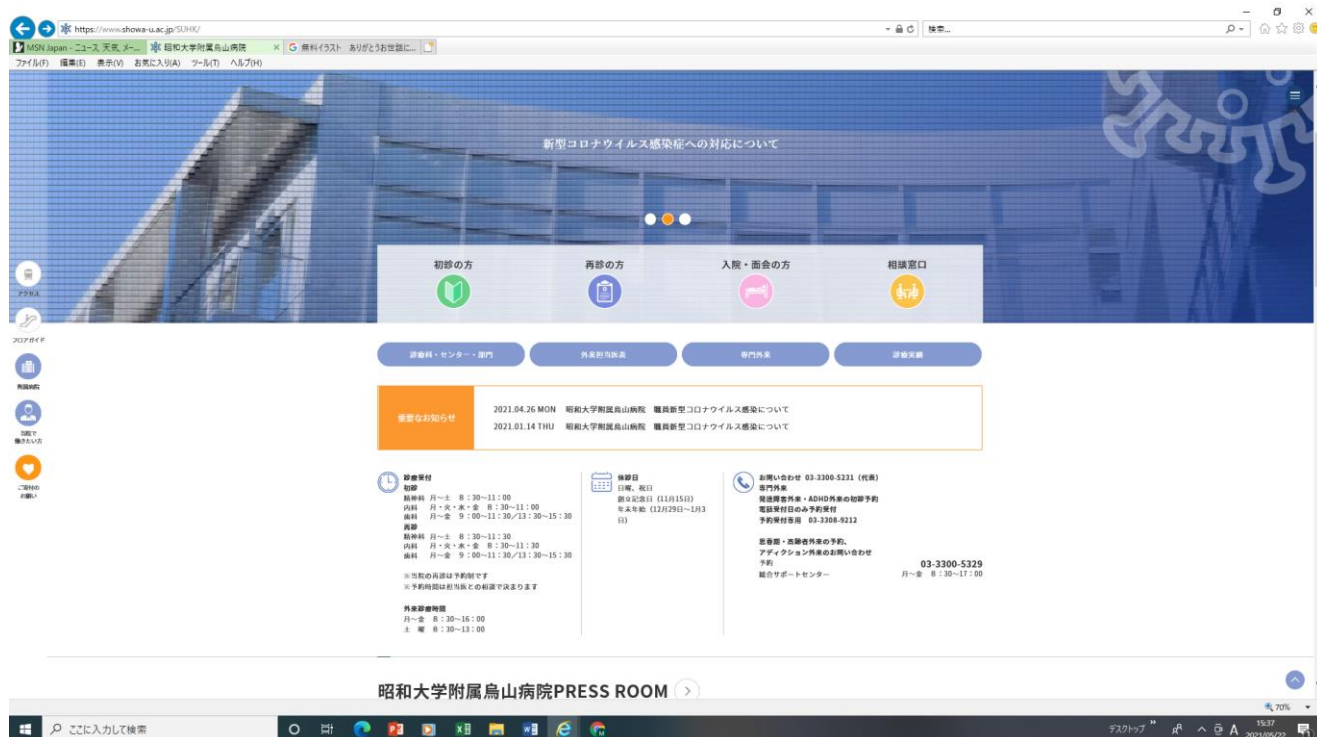 https://www.showa-u.ac.jp/SUHK/
検索...
MSN Japan - ニュース, 天気, メー...
昭和大学附属烏山病院
無料イラスト ありがとうお世話に...
ファイル(F) 編集(E) 表示(V) お気に入り(A) ツール(T) ヘルプ(H)
新型コロナウイルス感染症への対応について
初診の方
再診の方
入院・面会の方
相談窓口
アクセス
フロアガイド
附属病院
当院で
働きたい方
ご寄付の
お願い
診療科・センター・部門
外来担当医表
専門外来
診療実績
重要なお知らせ
2021.04.26 MON 昭和大学附属烏山病院 職員新型コロナウイルス感染について
2021.01.14 THU 昭和大学附属烏山病院 職員新型コロナウイルス感染について
診療受付
初診
精神科 月～土 8：30～11：00
内科 月・火・水・金 8：30～11：00
歯科 月～金 9：00～11：30／13：30～15：30
再診
精神科 月～土 8：30～11：30
内科 月・火・水・金 8：30～11：30
歯科 月～金 9：00～11：30／13：30～15：30
※当院の再診は予約制です
※予約時間は担当医との相談で決まります
外来診療時間
月～金 8：30～16：00
土 曜 8：30～13：00
休診日
日曜、祝日
創立記念日（11月15日）
年末年始（12月29日～1月3
日）
お問い合わせ 03-3300-5231（代表）
専門外来
発達障害外来・ADHD外来の初診予約
電話受付日のみ予約受付
予約受付専用 03-3308-9212
思春期・高齢者外来の予約、
アディクション外来のお問い合わせ
予約 03-3300-5329
総合サポートセンター 月～金 8：30～17：00
昭和大学附属烏山病院PRESS ROOM
70%
ここに入力して検索
デスクトップ
A
15:37
2021/05/22